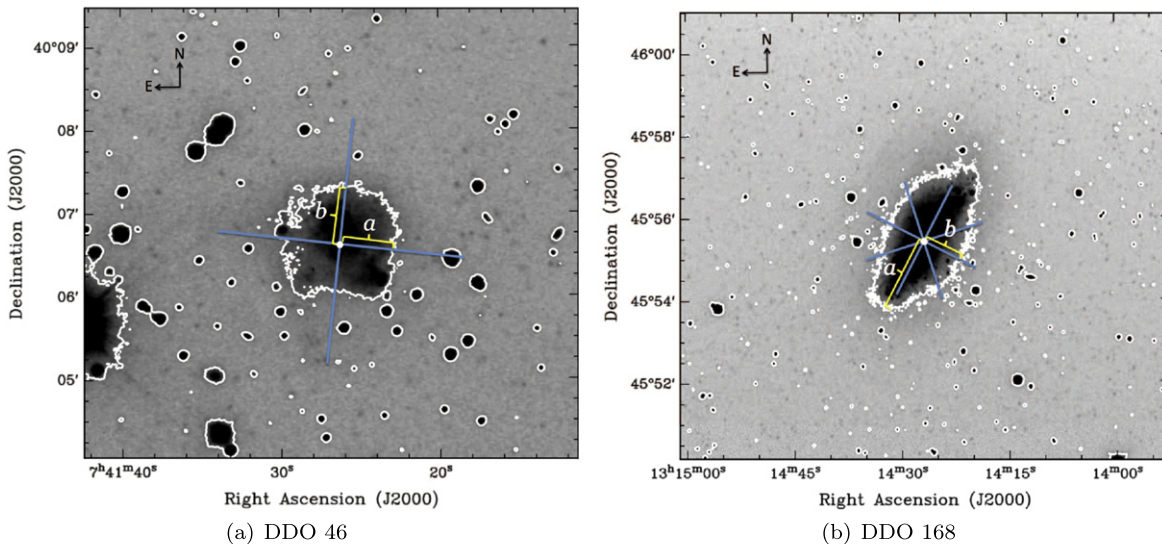 40°09′
08′
07′
06′
05′
Declination (J2000)
N
E
b
a
7ʰ41ᵐ40ˢ
30ˢ
20ˢ
Right Ascension (J2000)
(a) DDO 46
46°00′
45°58′
45°56′
45°54′
45°52′
Declination (J2000)
N
E
b
a
13ʰ15ᵐ00ˢ
14ᵐ45ˢ
14ᵐ30ˢ
14ᵐ15ˢ
14ᵐ00ˢ
Right Ascension (J2000)
(b) DDO 168